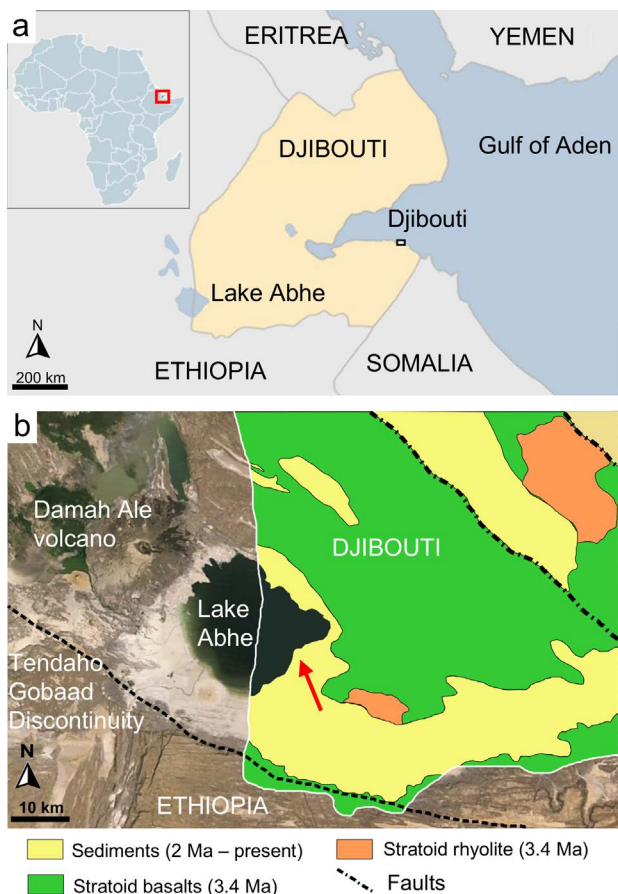 a
ERITREA
YEMEN
DJIBOUTI
Gulf of Aden
Djibouti
Lake Abhe
N
200 km
ETHIOPIA
SOMALIA
b
Damah Ale
volcano
DJIBOUTI
Lake
Abhe
Tendaho
Gobaad
Discontinuity
N
10 km
ETHIOPIA
Sediments (2 Ma – present)
Stratoid rhyolite (3.4 Ma)
Stratoid basalts (3.4 Ma)
Faults